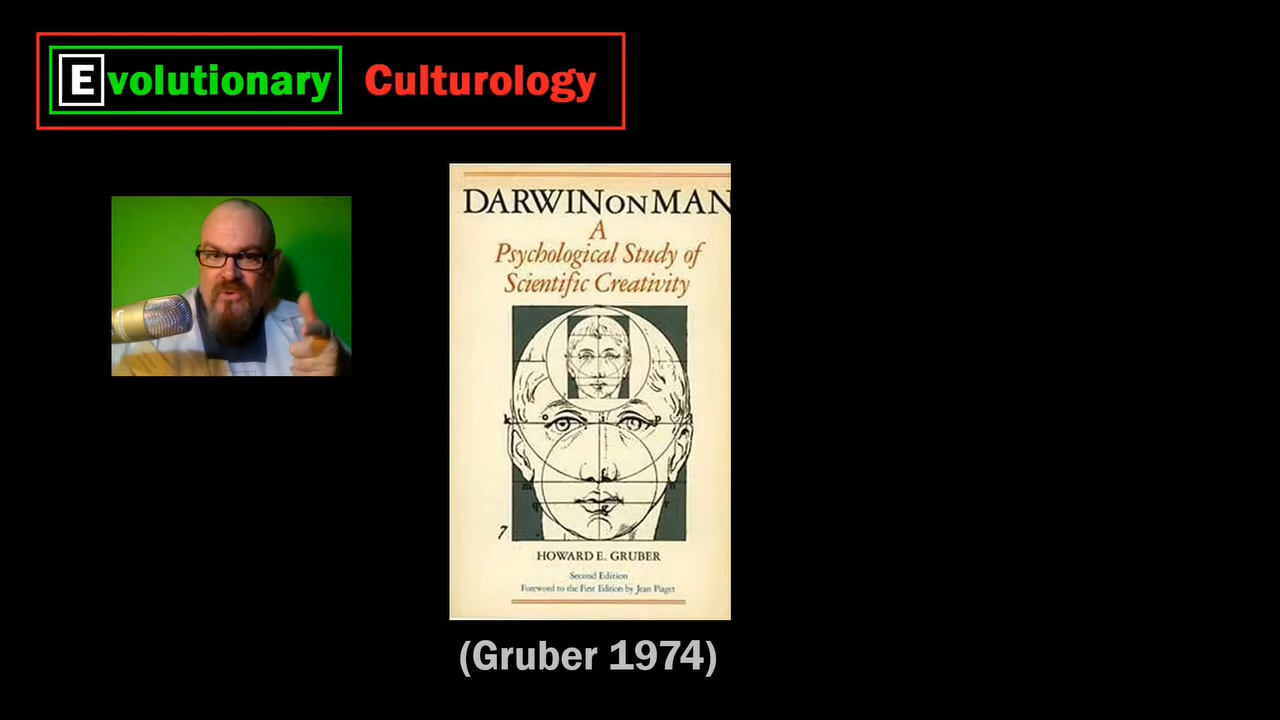 Evolutionary Culturology
DARWIN ON MAN
A
Psychological Study of
Scientific Creativity
k o i p
m n
q g r
7
HOWARD E. GRUBER
Second Edition
Foreword to the First Edition by Jean Piaget
(Gruber 1974)